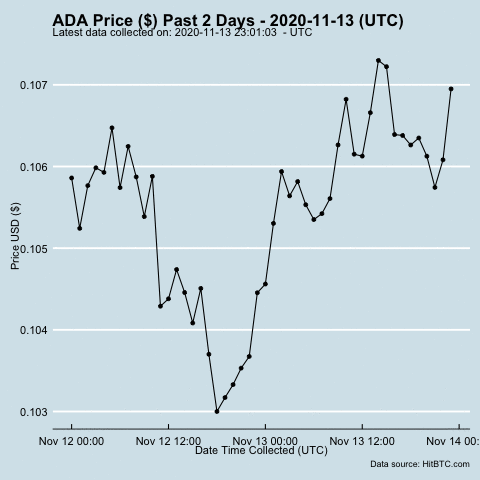 ADA Price ($) Past 2 Days - 2020-11-13 (UTC)
Latest data collected on: 2020-11-13 23:01:03 - UTC
0.107
0.106
0.105
0.104
0.103
Price USD ($)
Nov 12 00:00 Nov 12 12:00 Nov 13 00:00 Nov 13 12:00 Nov 14 00:
Date Time Collected (UTC)
Data source: HitBTC.com